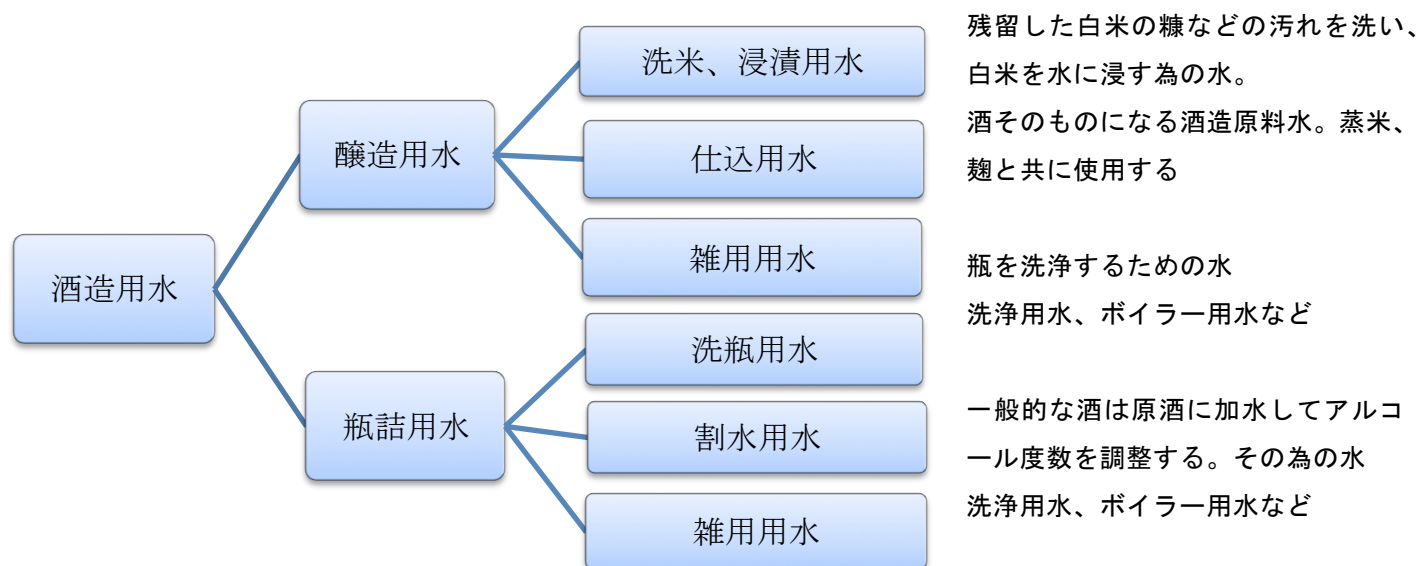 酒造用水
醸造用水
瓶詰用水
洗米、浸漬用水
仕込用水
雑用用水
洗瓶用水
割水用水
雑用用水
残留した白米の糠などの汚れを洗い、
白米を水に浸す為の水。
酒そのものになる酒造原料水。蒸米、
麹と共に使用する
瓶を洗浄するための水
洗浄用水、ボイラー用水など
一般的な酒は原酒に加水してアルコ
ール度数を調整する。その為の水
洗浄用水、ボイラー用水など